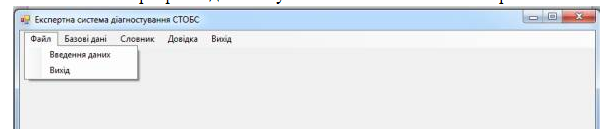 Експертна система діагностування СТОБС
Файл Базові дані Словник Довідка Вихід
Введення даних
Вихід